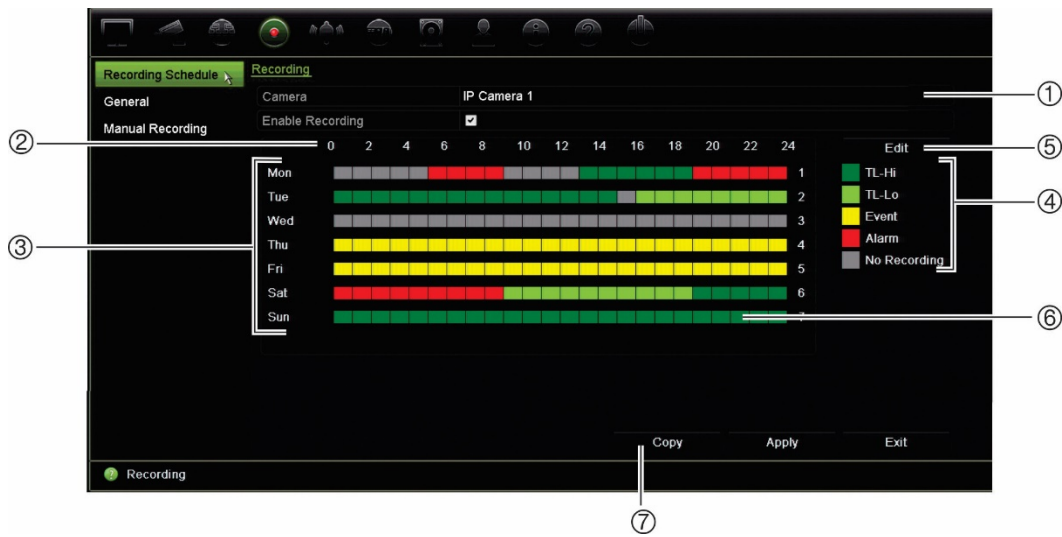 Recording Schedule
Recording
General
Camera
IP Camera 1
①
Manual Recording
Enable Recording
②
0 2 4 6 8 10 12 14 16 18 20 22 24
Edit
⑤
Mon
1
TL-Hi
Tue
2
TL-Lo
④
Wed
3
Event
③
Thu
4
Alarm
Fri
5
No Recording
Sat
6
Sun
⑥
Copy
Apply
Exit
Recording
⑦